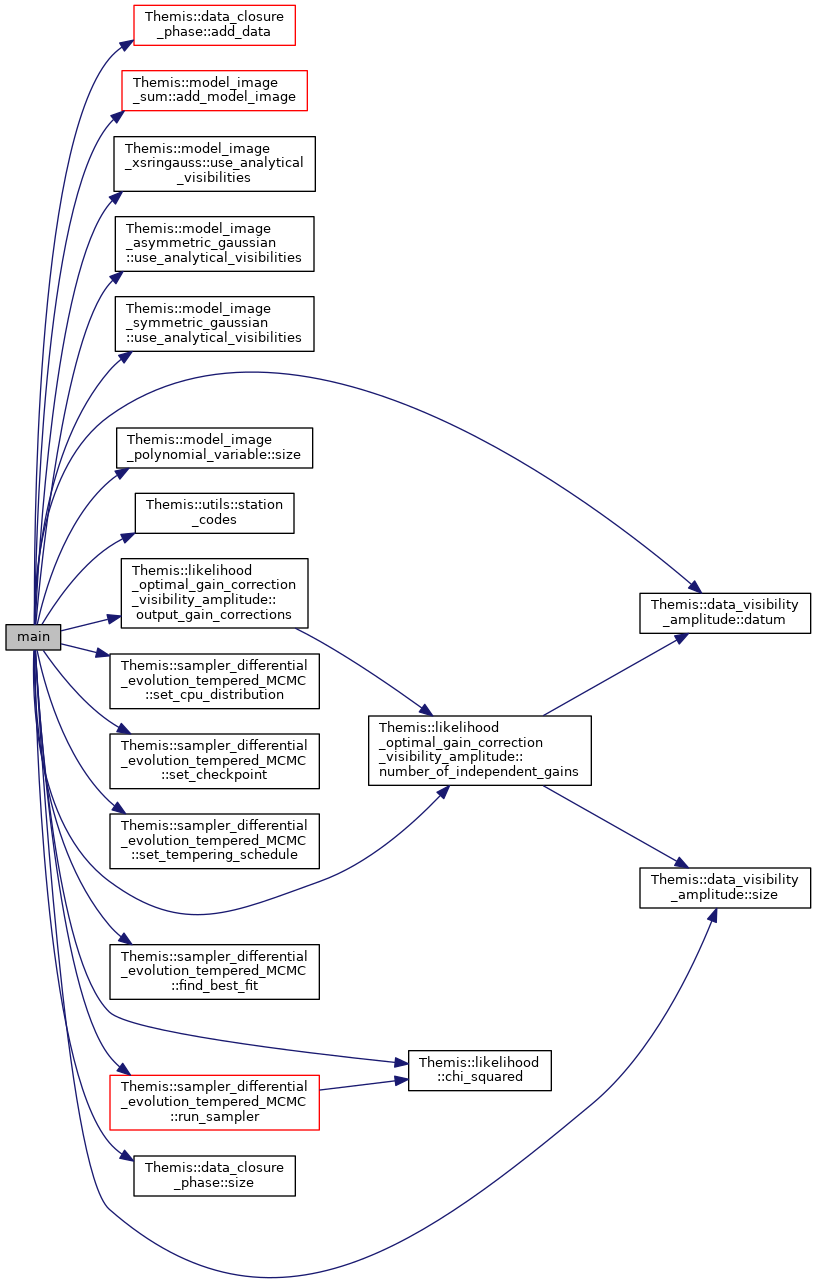 Themis::data_closure
_phase::add_data
Themis::model_image
_sum::add_model_image
Themis::model_image
_xsringauss::use_analytical
_visibilities
Themis::model_image
_asymmetric_gaussian
::use_analytical_visibilities
Themis::model_image
_symmetric_gaussian
::use_analytical_visibilities
Themis::model_image
_polynomial_variable::size
Themis::utils::station
_codes
Themis::likelihood
_optimal_gain_correction
_visibility_amplitude::
output_gain_corrections
main
Themis::sampler_differential
_evolution_tempered_MCMC
::set_cpu_distribution
Themis::sampler_differential
_evolution_tempered_MCMC
::set_checkpoint
Themis::sampler_differential
_evolution_tempered_MCMC
::set_tempering_schedule
Themis::sampler_differential
_evolution_tempered_MCMC
::find_best_fit
Themis::sampler_differential
_evolution_tempered_MCMC
::run_sampler
Themis::data_closure
_phase::size
Themis::likelihood
_optimal_gain_correction
_visibility_amplitude::
number_of_independent_gains
Themis::likelihood
::chi_squared
Themis::data_visibility
_amplitude::datum
Themis::data_visibility
_amplitude::size